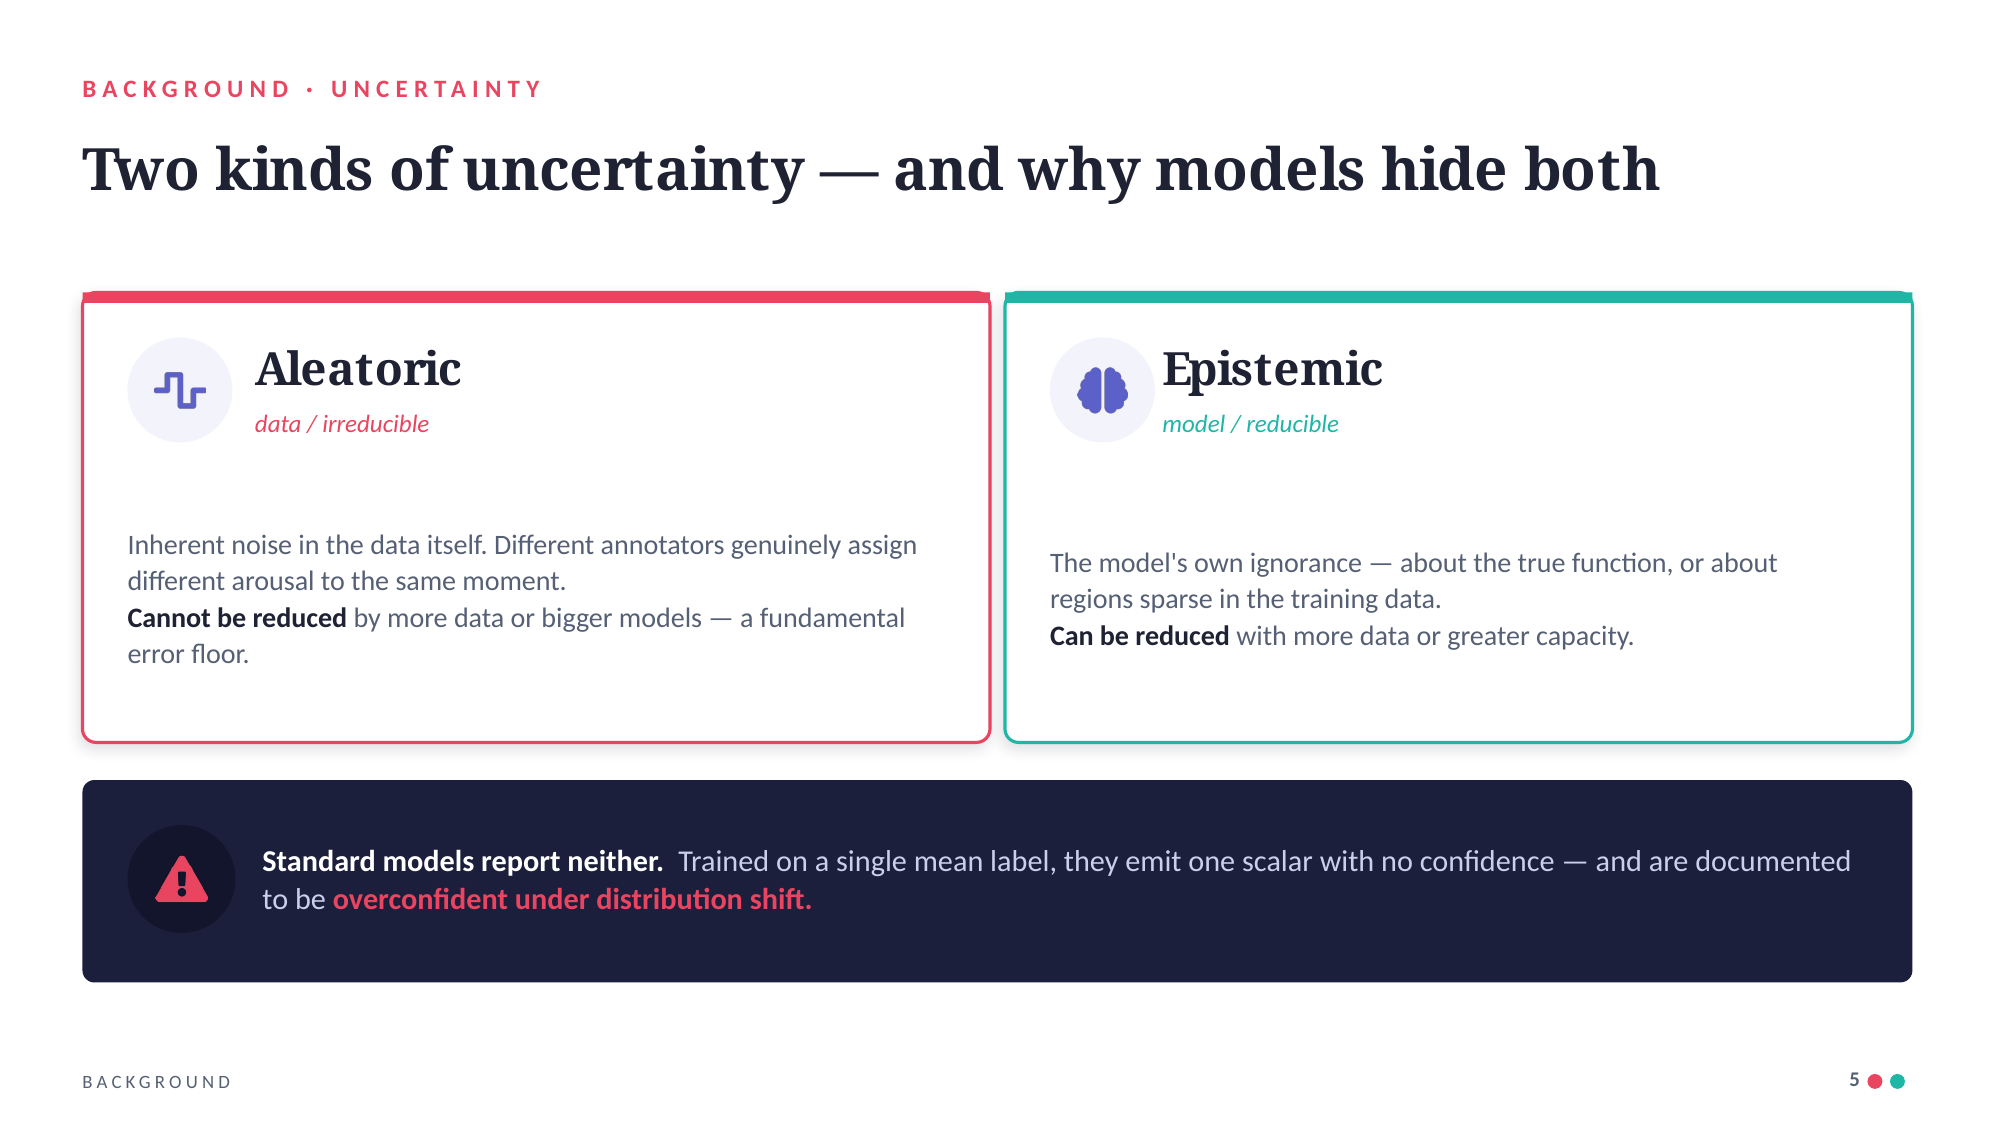 BACKGROUND · UNCERTAINTY
Two kinds of uncertainty — and why models hide both
Aleatoric
data / irreducible
Inherent noise in the data itself. Different annotators genuinely assign
different arousal to the same moment.
Cannot be reduced by more data or bigger models — a fundamental
error floor.
Epistemic
model / reducible
The model's own ignorance — about the true function, or about
regions sparse in the training data.
Can be reduced with more data or greater capacity.
Standard models report neither. Trained on a single mean label, they emit one scalar with no confidence — and are documented
to be overconfident under distribution shift.
BACKGROUND
5